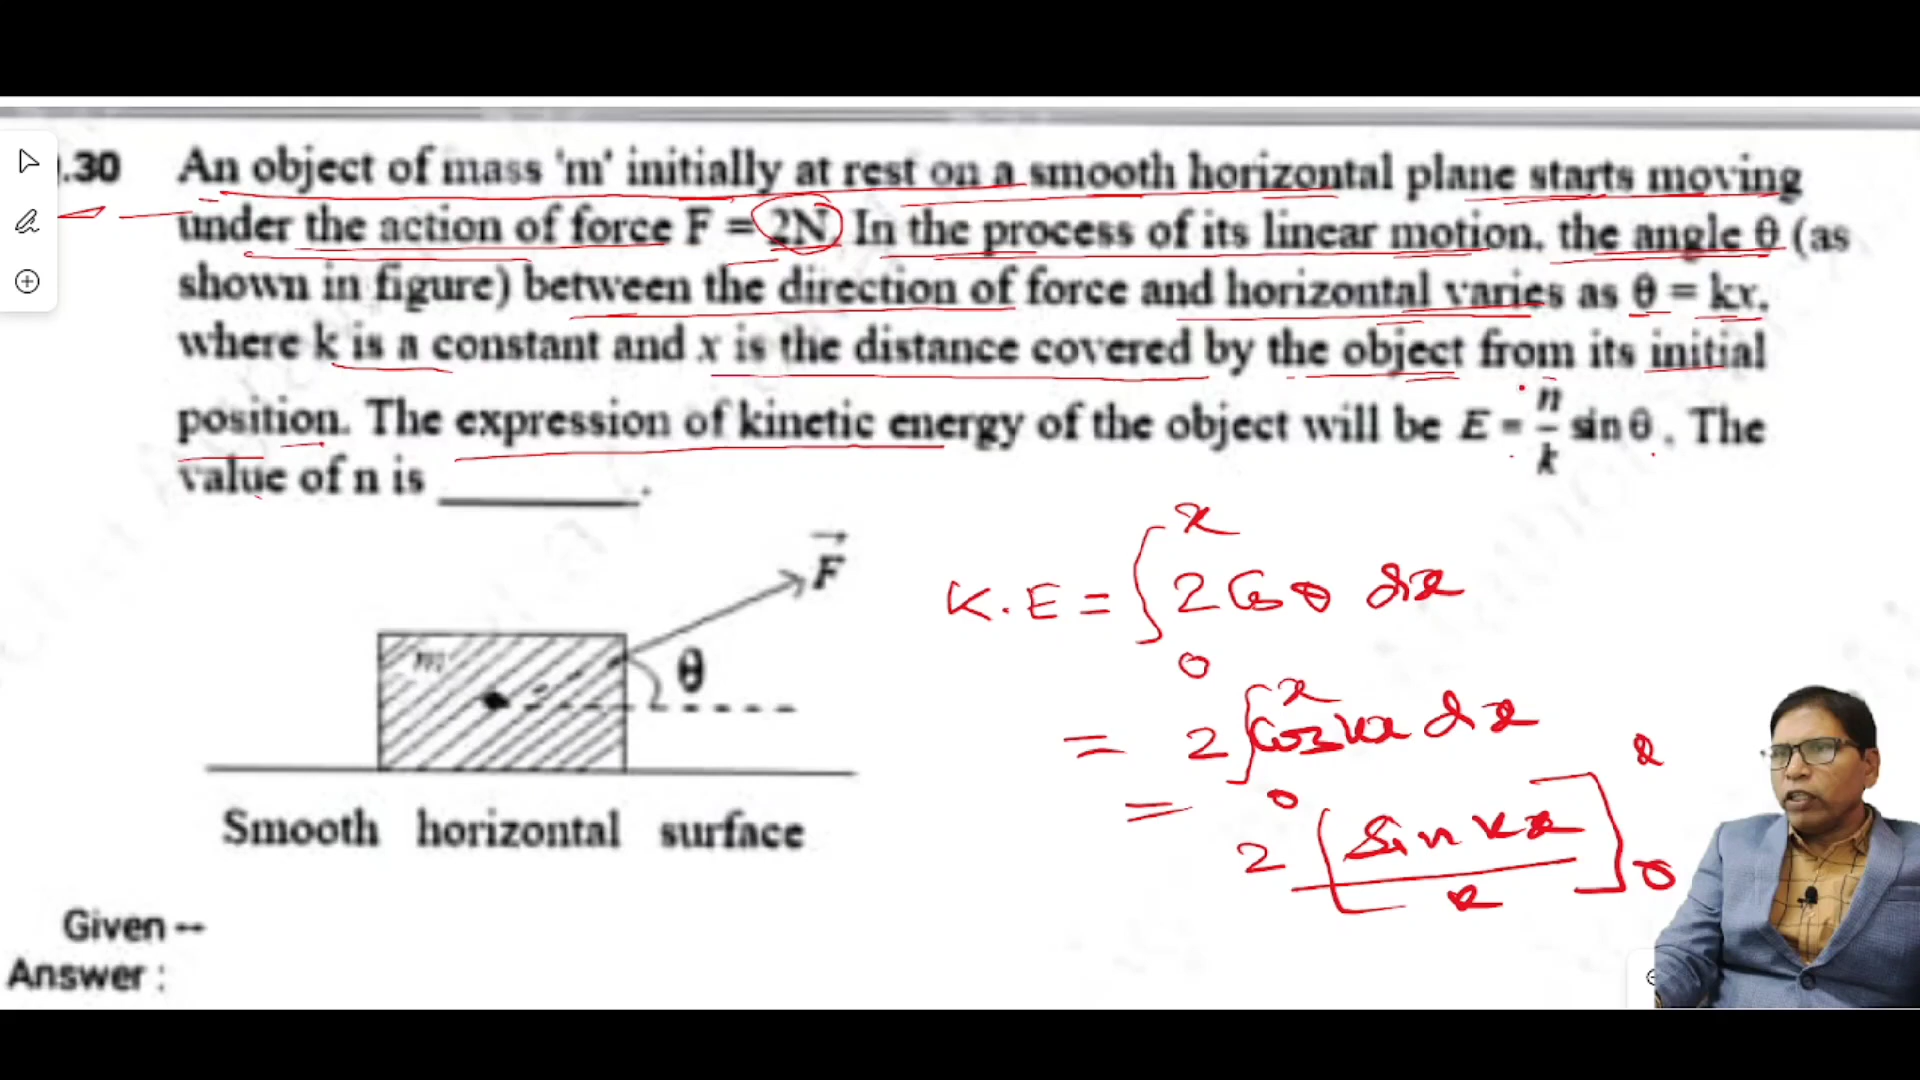 .30 An object of mass 'm' initially at rest on a smooth horizontal plane starts moving
under the action of force F = 2N. In the process of its linear motion, the angle θ (as
shown in figure) between the direction of force and horizontal varies as θ = kx,
where k is a constant and x is the distance covered by the object from its initial
position. The expression of kinetic energy of the object will be E = n/k sin θ. The
value of n is ________.
F
m
θ
Smooth horizontal surface
K.E = ∫₀ˣ 2 Cos θ dx
= 2 ∫₀ˣ cos kx dx
= 2 [sin kx / k]₀ˣ
Given --
Answer :